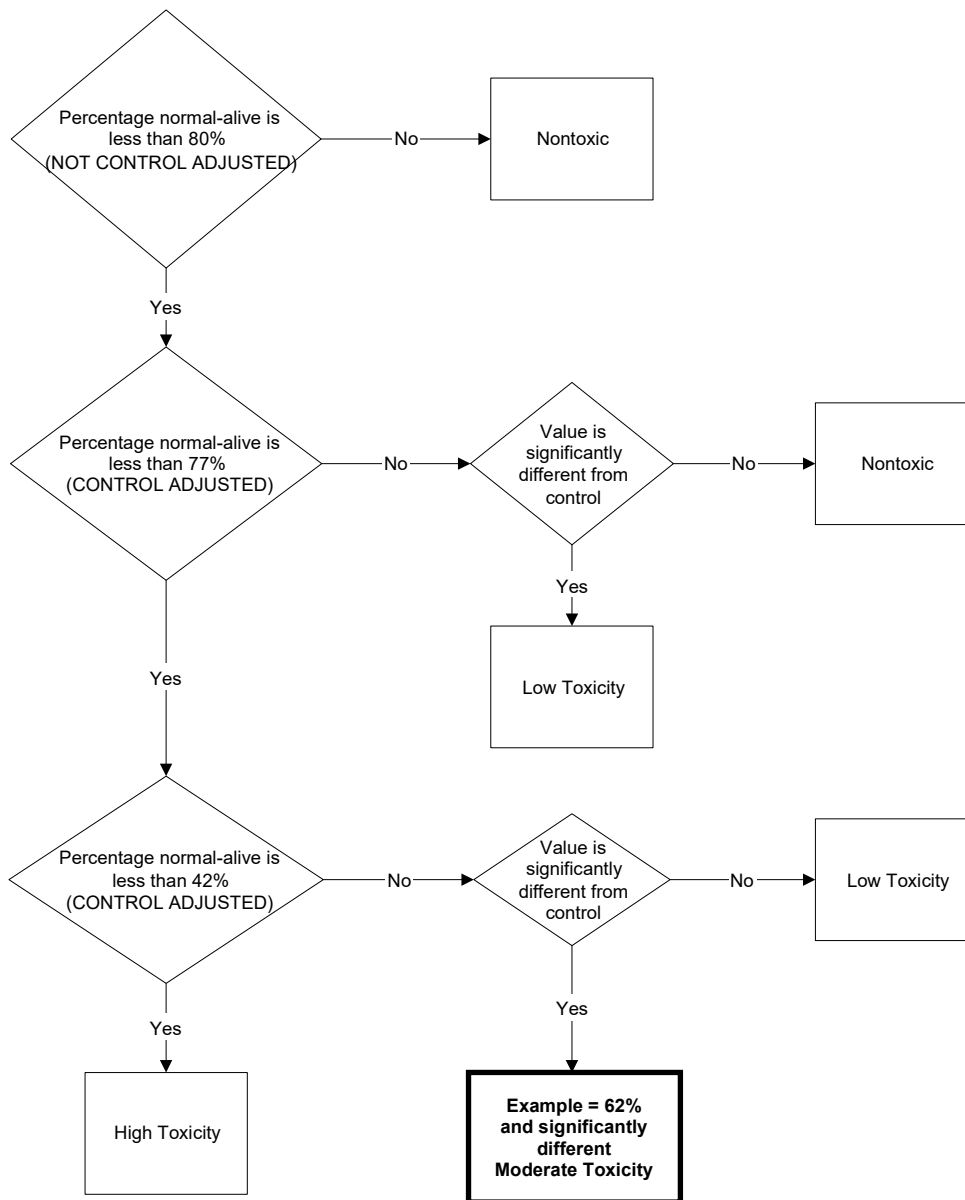 Percentage normal-alive is
less than 80%
(NOT CONTROL ADJUSTED)
No
Nontoxic
Yes
Percentage normal-alive is
less than 77%
(CONTROL ADJUSTED)
No
Value is
significantly
different from
control
No
Nontoxic
Yes
Low Toxicity
Yes
Percentage normal-alive is
less than 42%
(CONTROL ADJUSTED)
No
Value is
significantly
different from
control
No
Low Toxicity
Yes
High Toxicity
Yes
Example = 62%
and significantly
different
Moderate Toxicity